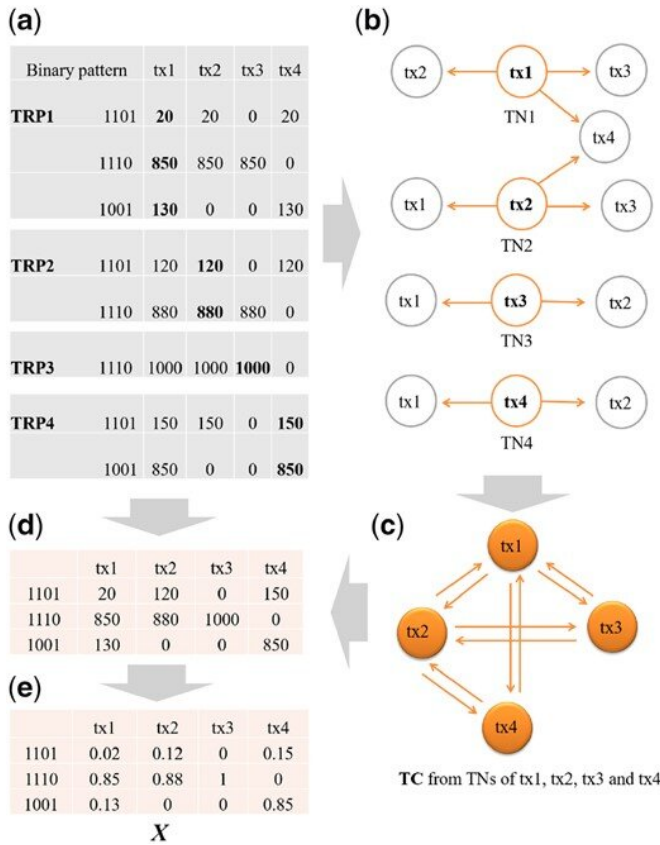 (a)
Binary pattern tx1 tx2 tx3 tx4
TRP1 1101 20 20 0 20
1110 850 850 850 0
1001 130 0 0 130
TRP2 1101 120 120 0 120
1110 880 880 880 0
TRP3 1110 1000 1000 1000 0
TRP4 1101 150 150 0 150
1001 850 0 0 850
(b)
tx2 tx1 tx3
TN1
tx4
tx1 tx2 tx3
TN2
tx1 tx3 tx2
TN3
tx1 tx4 tx2
TN4
(c)
tx1
tx2 tx3
tx4
TC from TNs of tx1, tx2, tx3 and tx4
(d)
tx1 tx2 tx3 tx4
1101 20 120 0 150
1110 850 880 1000 0
1001 130 0 0 850
(e)
tx1 tx2 tx3 tx4
1101 0.02 0.12 0 0.15
1110 0.85 0.88 1 0
1001 0.13 0 0 0.85
X